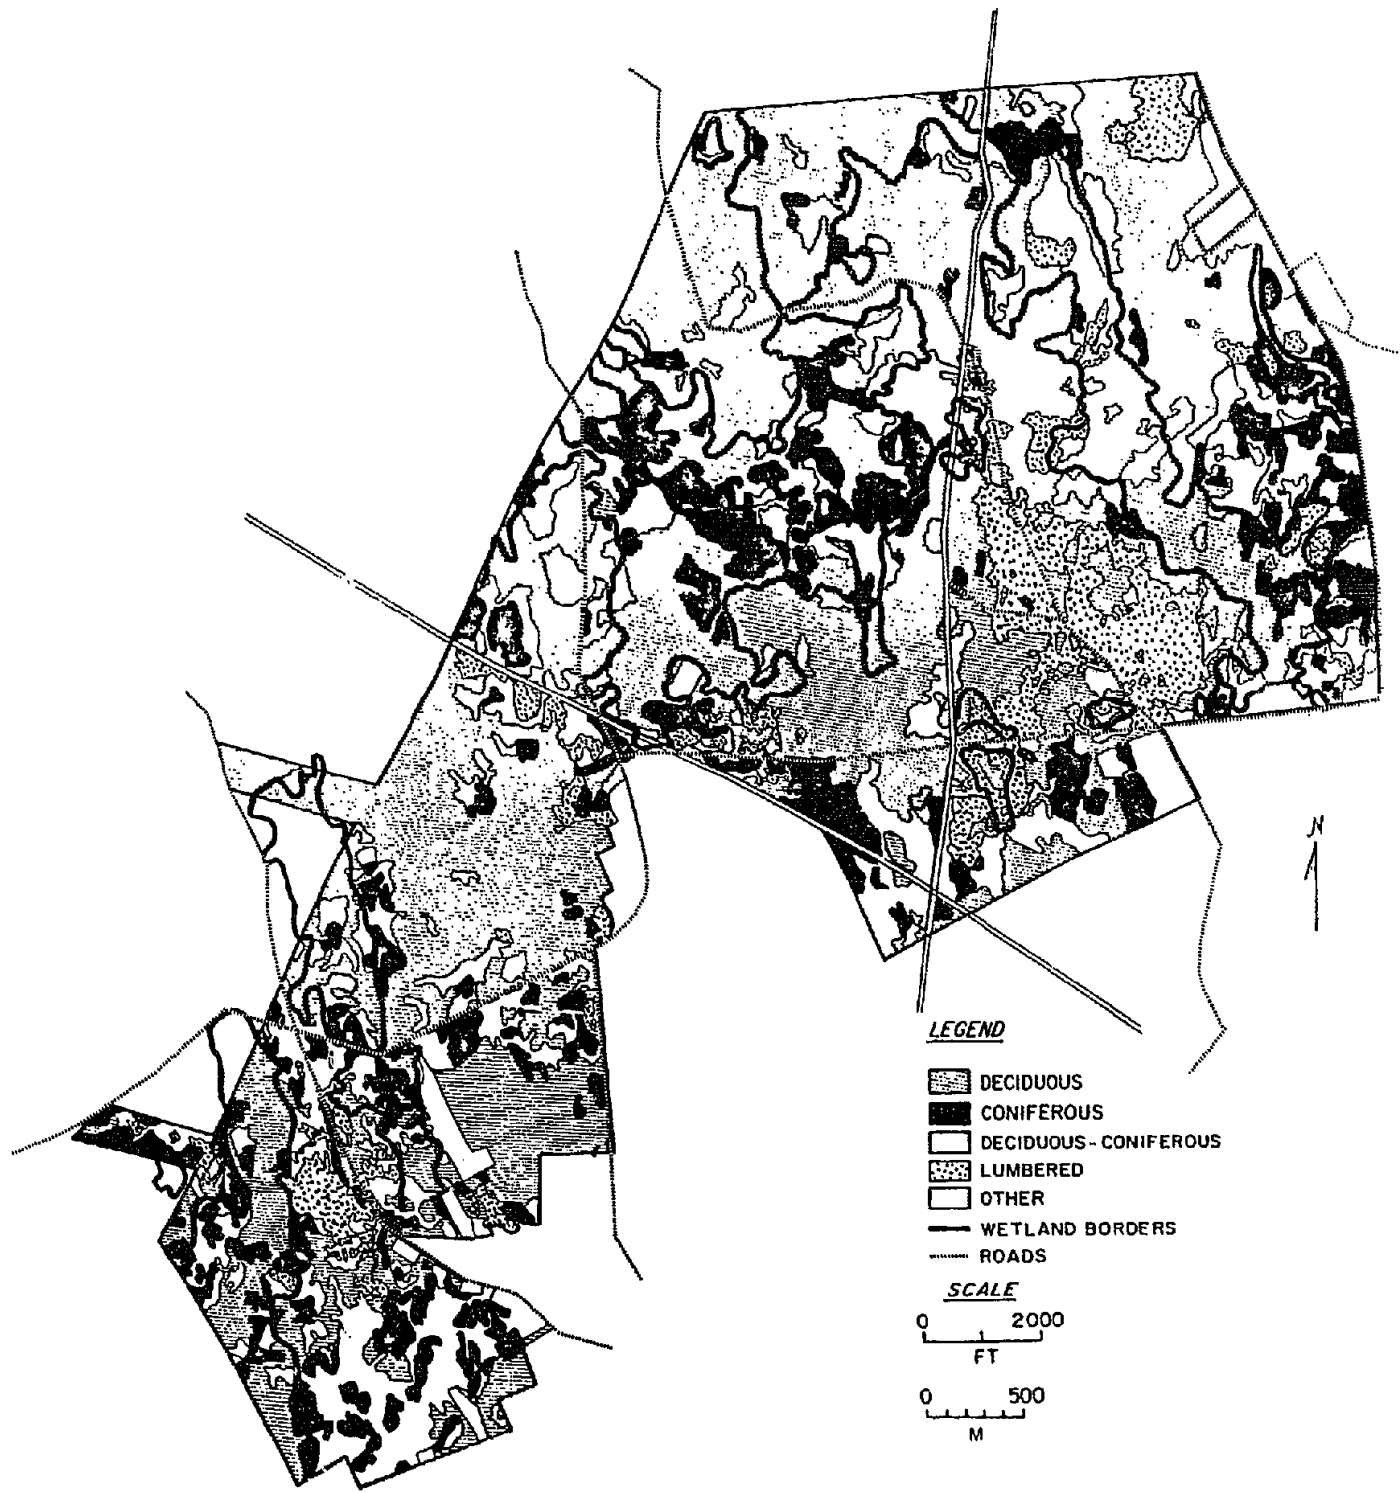 N
LEGEND
DECIDUOUS
CONIFEROUS
DECIDUOUS-CONIFEROUS
LUMBERED
OTHER
WETLAND BORDERS
ROADS
SCALE
0 2000
FT
0 500
M